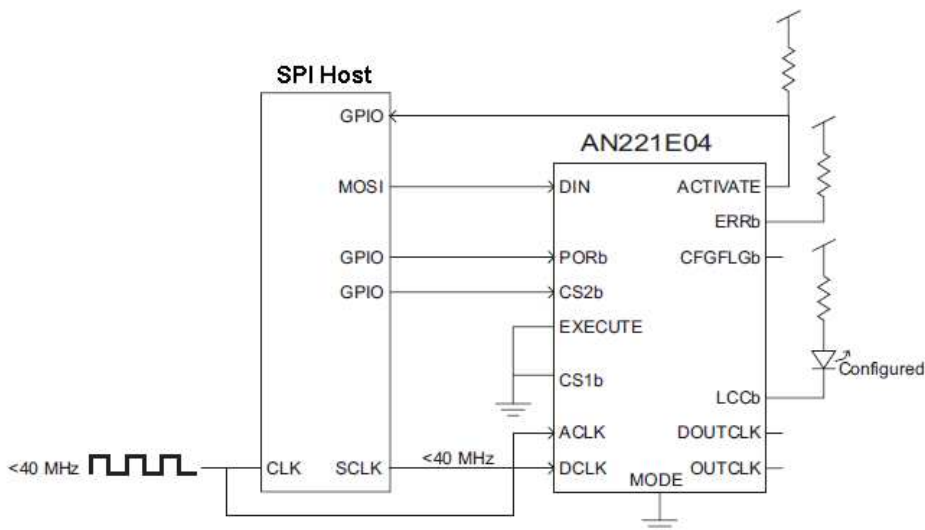 SPI Host
GPIO
AN221E04
MOSI
DIN
ACTIVATE
ERRb
GPIO
PORb
CFGFLGb
GPIO
CS2b
EXECUTE
CS1b
Configured
LCCb
ACLK
DOUTCLK
<40 MHz
CLK
SCLK
<40 MHz
DCLK
OUTCLK
MODE